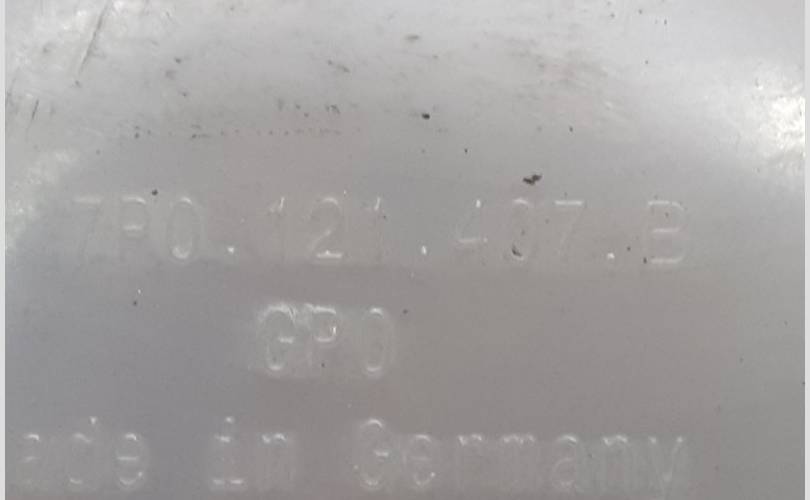 7P0.121.407.B
GPO
ade in Germany